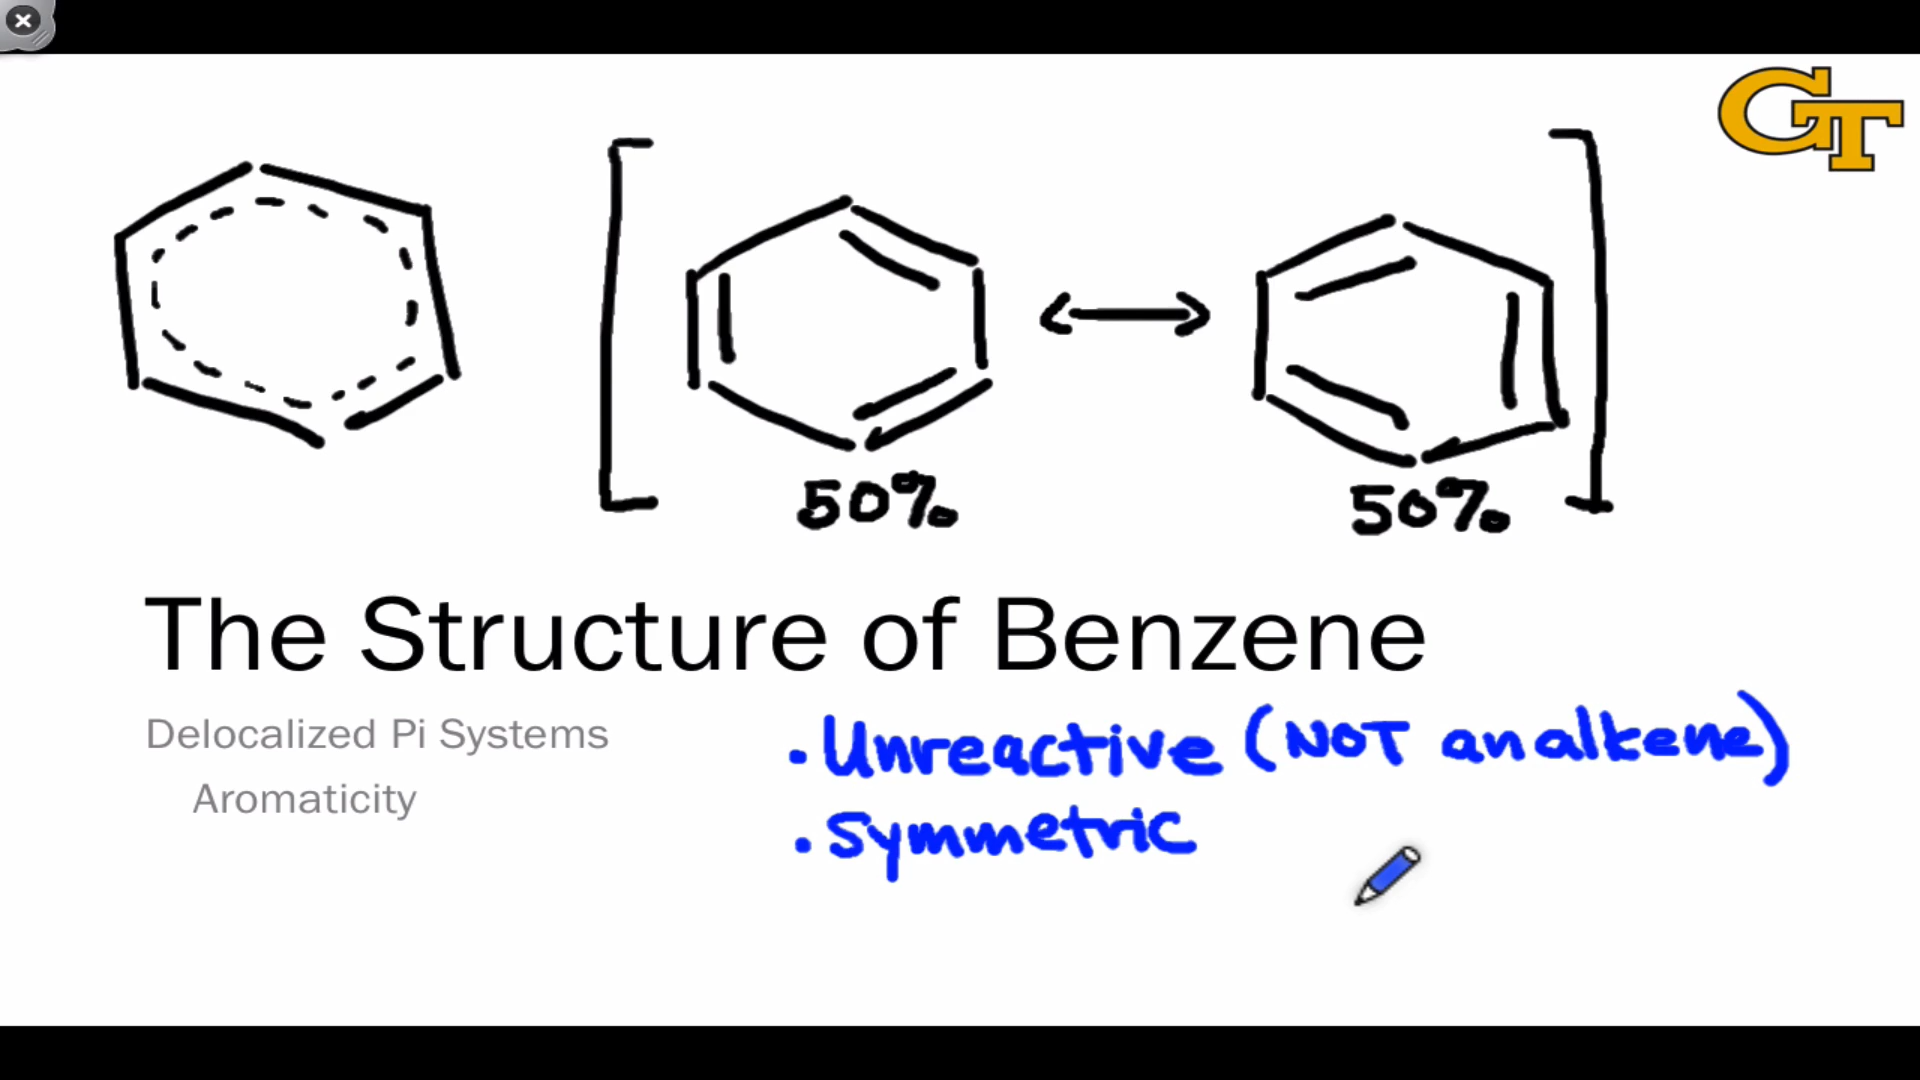 GT
50%
50%
The Structure of Benzene
Delocalized Pi Systems
Aromaticity
• Unreactive (NOT an alkene)
• Symmetric